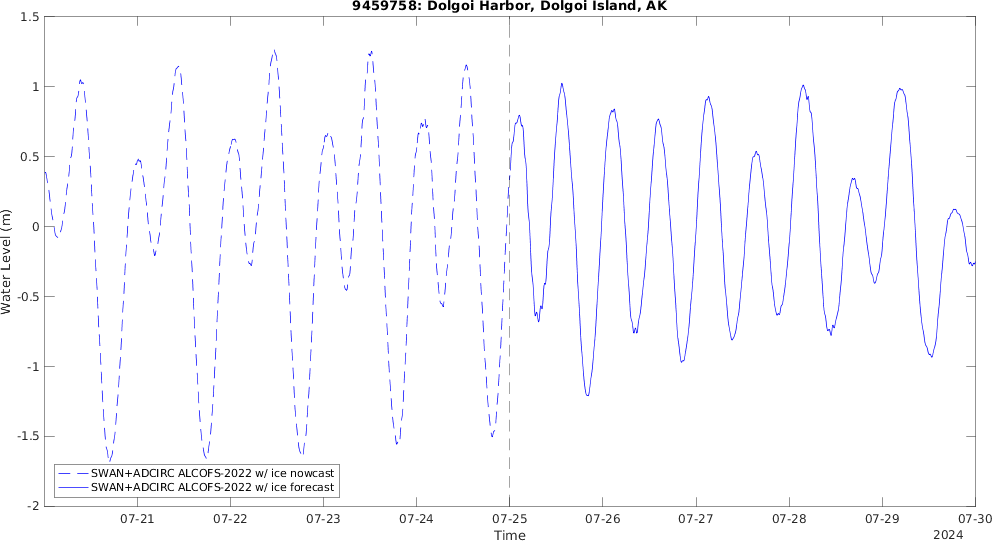 9459758: Dolgoi Harbor, Dolgoi Island, AK
1.5
1
0.5
0
-0.5
-1
-1.5
-2
Water Level (m)
SWAN+ADCIRC ALCOFS-2022 w/ ice nowcast
SWAN+ADCIRC ALCOFS-2022 w/ ice forecast
07-21 07-22 07-23 07-24 07-25 07-26 07-27 07-28 07-29 07-30
Time
2024